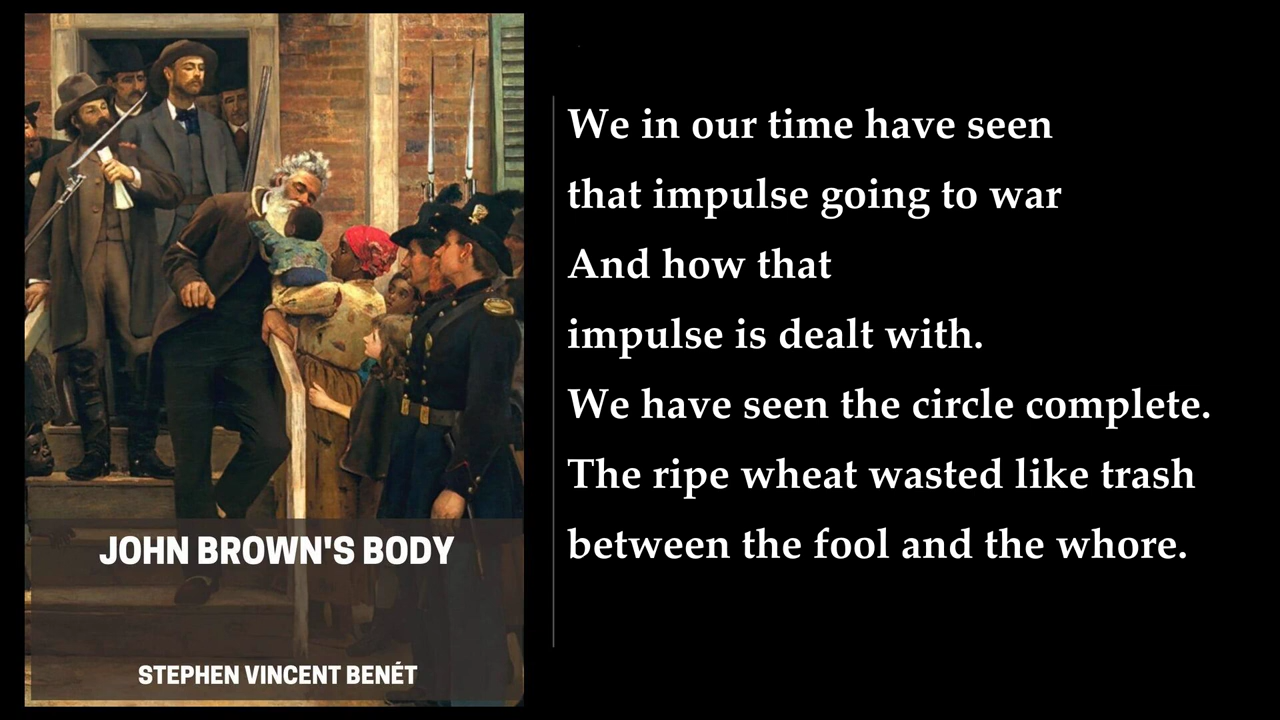 JOHN BROWN'S BODY
STEPHEN VINCENT BENÉT
We in our time have seen
that impulse going to war
And how that
impulse is dealt with.
We have seen the circle complete.
The ripe wheat wasted like trash
between the fool and the whore.